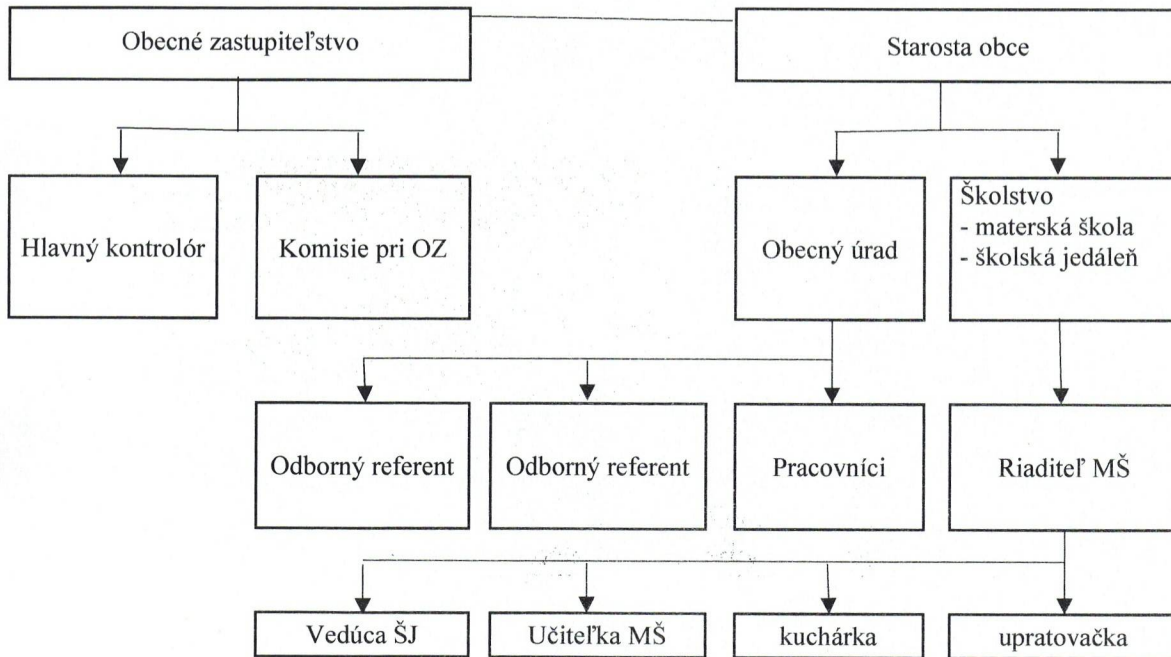 Obecné zastupiteľstvo
Starosta obce
Hlavný kontrolór
Komisie pri OZ
Obecný úrad
Školstvo
- materská škola
- školská jedáleň
Odborný referent
Odborný referent
Pracovníci
Riaditeľ MŠ
Vedúca ŠJ
Učiteľka MŠ
kuchárka
upratovačka